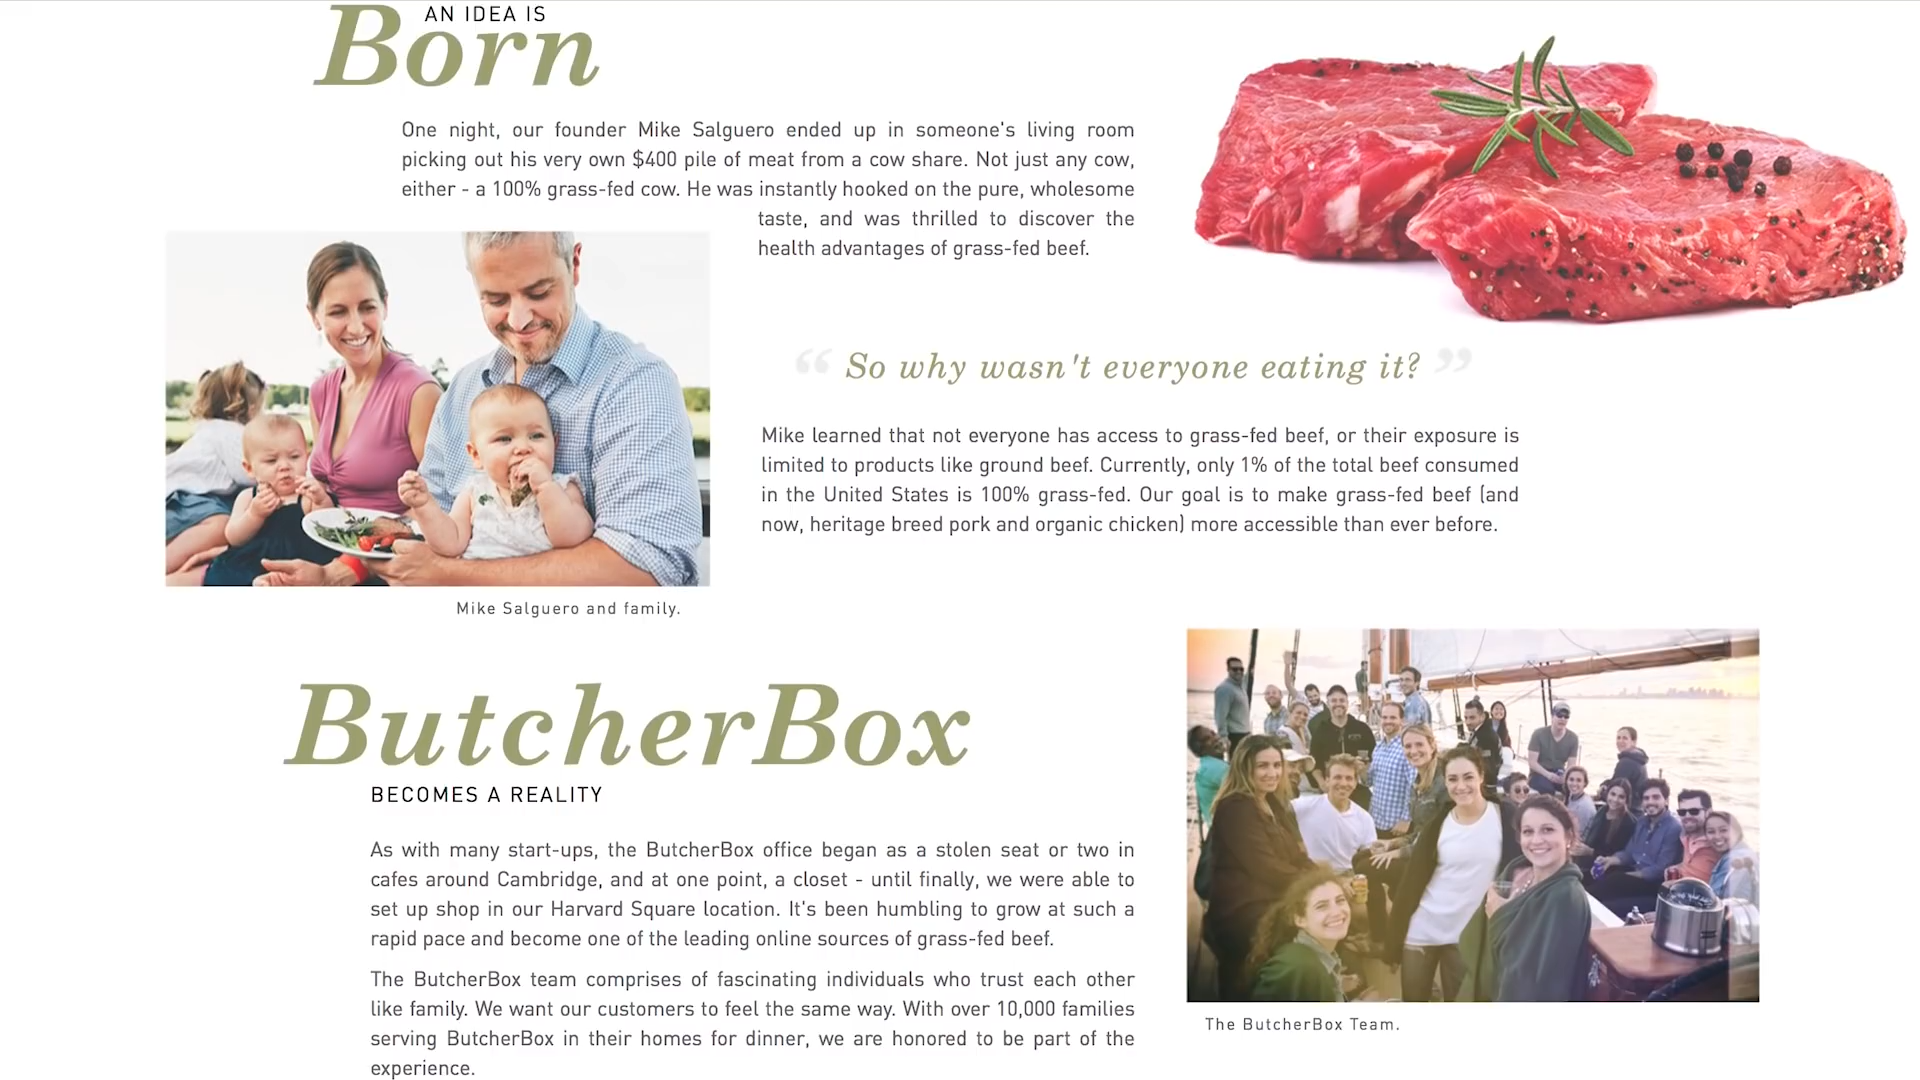 AN IDEA IS
Born
One night, our founder Mike Salguero ended up in someone's living room
picking out his very own $400 pile of meat from a cow share. Not just any cow,
either - a 100% grass-fed cow. He was instantly hooked on the pure, wholesome
taste, and was thrilled to discover the
health advantages of grass-fed beef.
“ So why wasn't everyone eating it? ”
Mike learned that not everyone has access to grass-fed beef, or their exposure is
limited to products like ground beef. Currently, only 1% of the total beef consumed
in the United States is 100% grass-fed. Our goal is to make grass-fed beef (and
now, heritage breed pork and organic chicken) more accessible than ever before.
Mike Salguero and family.
ButcherBox
BECOMES A REALITY
As with many start-ups, the ButcherBox office began as a stolen seat or two in
cafes around Cambridge, and at one point, a closet - until finally, we were able to
set up shop in our Harvard Square location. It's been humbling to grow at such a
rapid pace and become one of the leading online sources of grass-fed beef.
The ButcherBox team comprises of fascinating individuals who trust each other
like family. We want our customers to feel the same way. With over 10,000 families
serving ButcherBox in their homes for dinner, we are honored to be part of the
experience.
The ButcherBox Team.